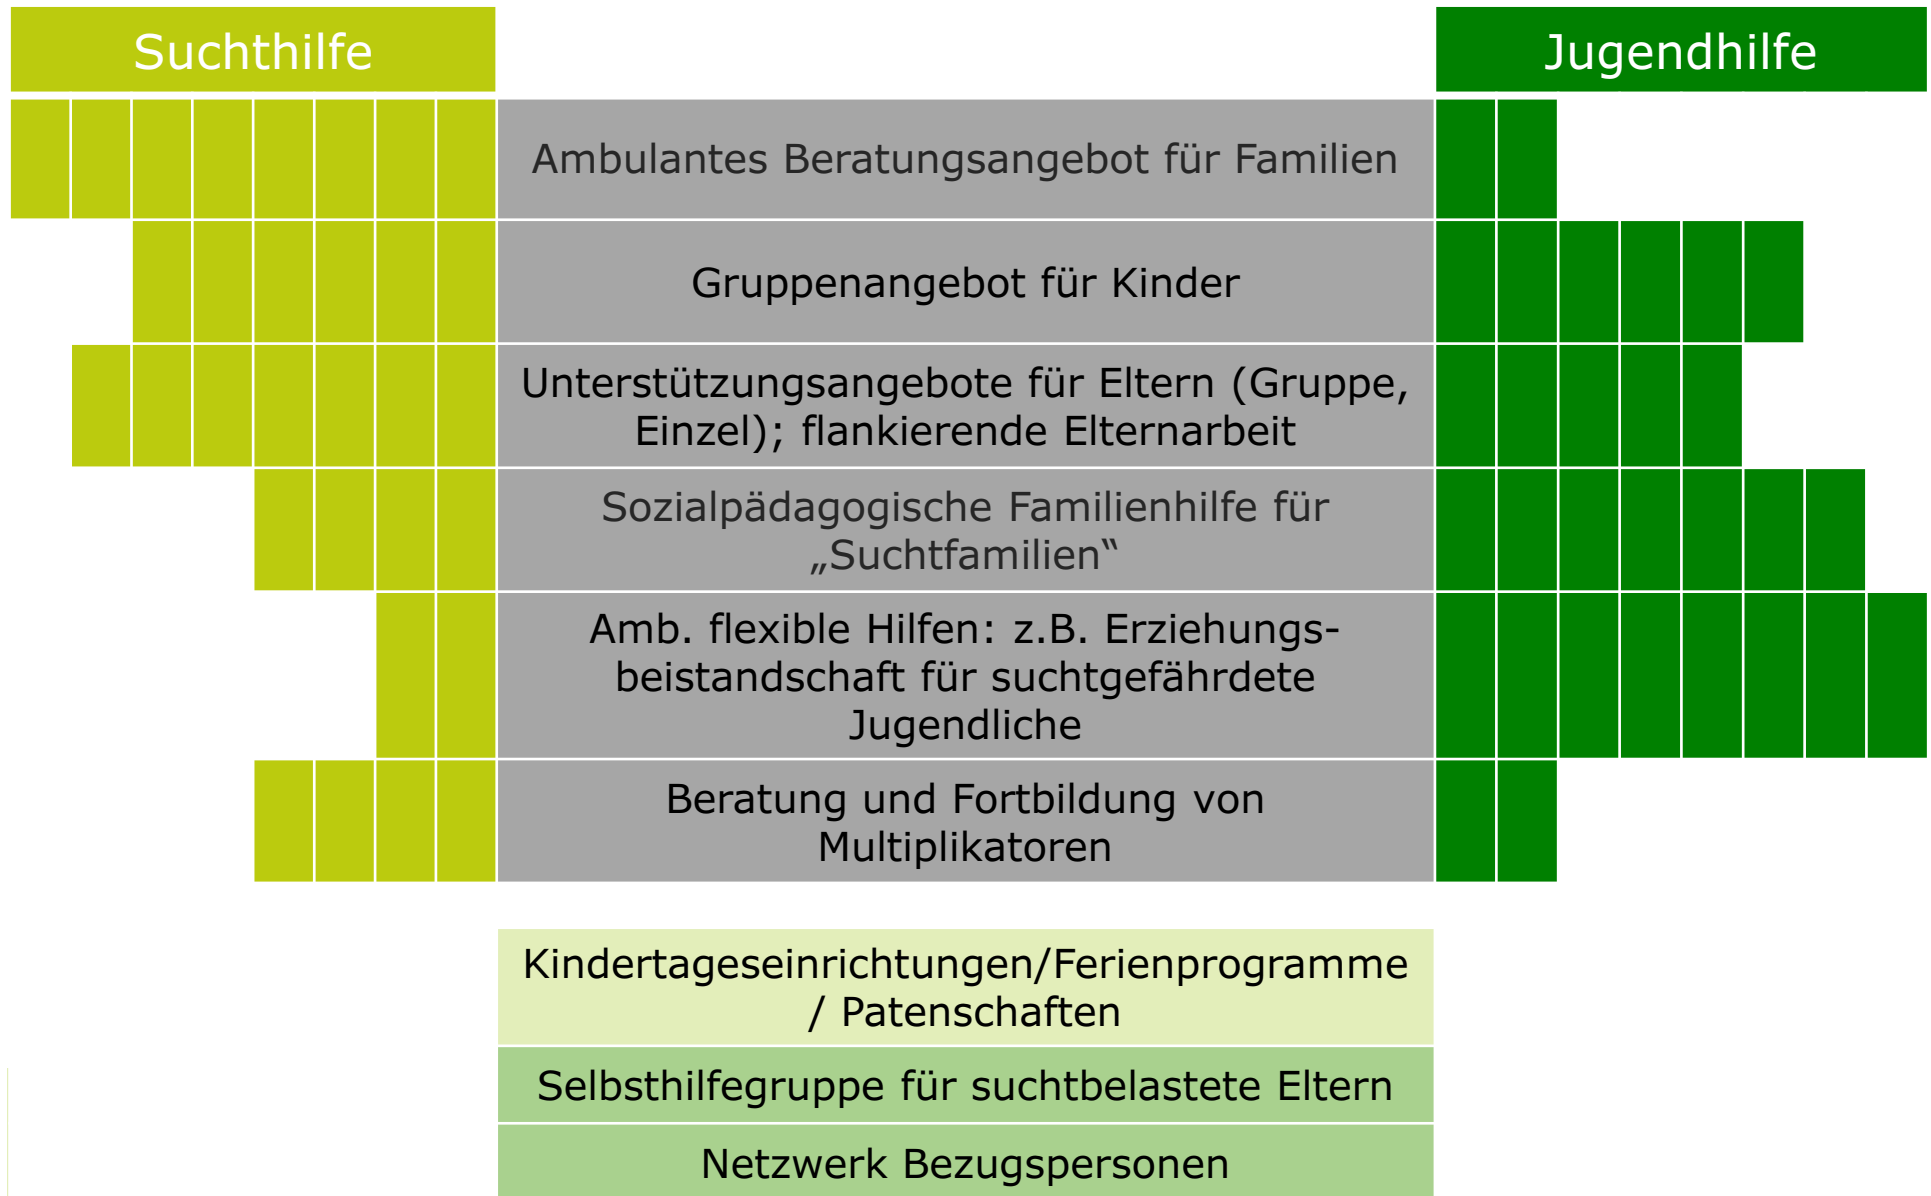 Suchthilfe
Jugendhilfe
Ambulantes Beratungsangebot für Familien
Gruppenangebot für Kinder
Unterstützungsangebote für Eltern (Gruppe,
Einzel); flankierende Elternarbeit
Sozialpädagogische Familienhilfe für
„Suchtfamilien“
Amb. flexible Hilfen: z.B. Erziehungs-
beistandschaft für suchtgefährdete
Jugendliche
Beratung und Fortbildung von
Multiplikatoren
Kindertageseinrichtungen/Ferienprogramme
/ Patenschaften
Selbsthilfegruppe für suchtbelastete Eltern
Netzwerk Bezugspersonen